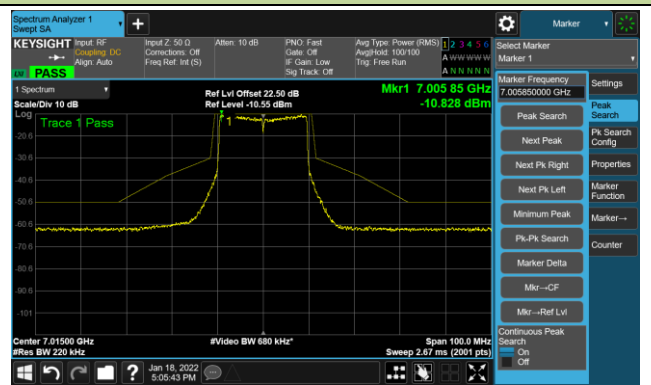 Spectrum Analyzer 1
Swept SA
Marker
KEYSIGHT
Input: RF
Coupling: DC
Align: Auto
Input Z: 50 Ω
Corrections: Off
Freq Ref: Int (S)
Atten: 10 dB
PNO: Fast
Gate: Off
IF Gain: Low
Sig Track: Off
Avg Type: Power (RMS)
Avg|Hold: 100/100
Trig: Free Run
1 2 3 4 5 6
A W W W W W
A N N N N N
PASS
Select Marker
Marker 1
1 Spectrum
Scale/Div 10 dB
Log
Ref Lvl Offset 22.50 dB
Ref Level -10.55 dBm
Mkr1 7.005 85 GHz
-10.828 dBm
Trace 1 Pass
1
-20.6
-30.6
-40.6
-50.6
-60.6
-70.6
-80.6
-90.6
-101
Center 7.01500 GHz
#Res BW 220 kHz
#Video BW 680 kHz*
Span 100.0 MHz
Sweep 2.67 ms (2001 pts)
Marker Frequency
7.005850000 GHz
Peak Search
Next Peak
Next Pk Right
Next Pk Left
Minimum Peak
Pk-Pk Search
Marker Delta
Mkr→CF
Mkr→Ref Lvl
Continuous Peak
Search
On
Off
Settings
Peak
Search
Pk Search
Config
Properties
Marker
Function
Marker→
Counter
Jan 18, 2022
5:05:43 PM